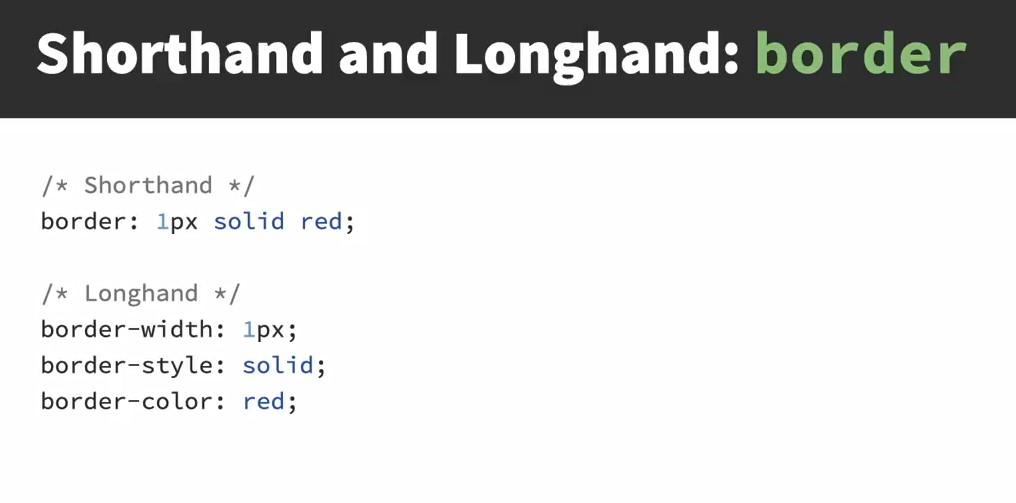 Shorthand and Longhand: border
/* Shorthand */
border: 1px solid red;
/* Longhand */
border-width: 1px;
border-style: solid;
border-color: red;